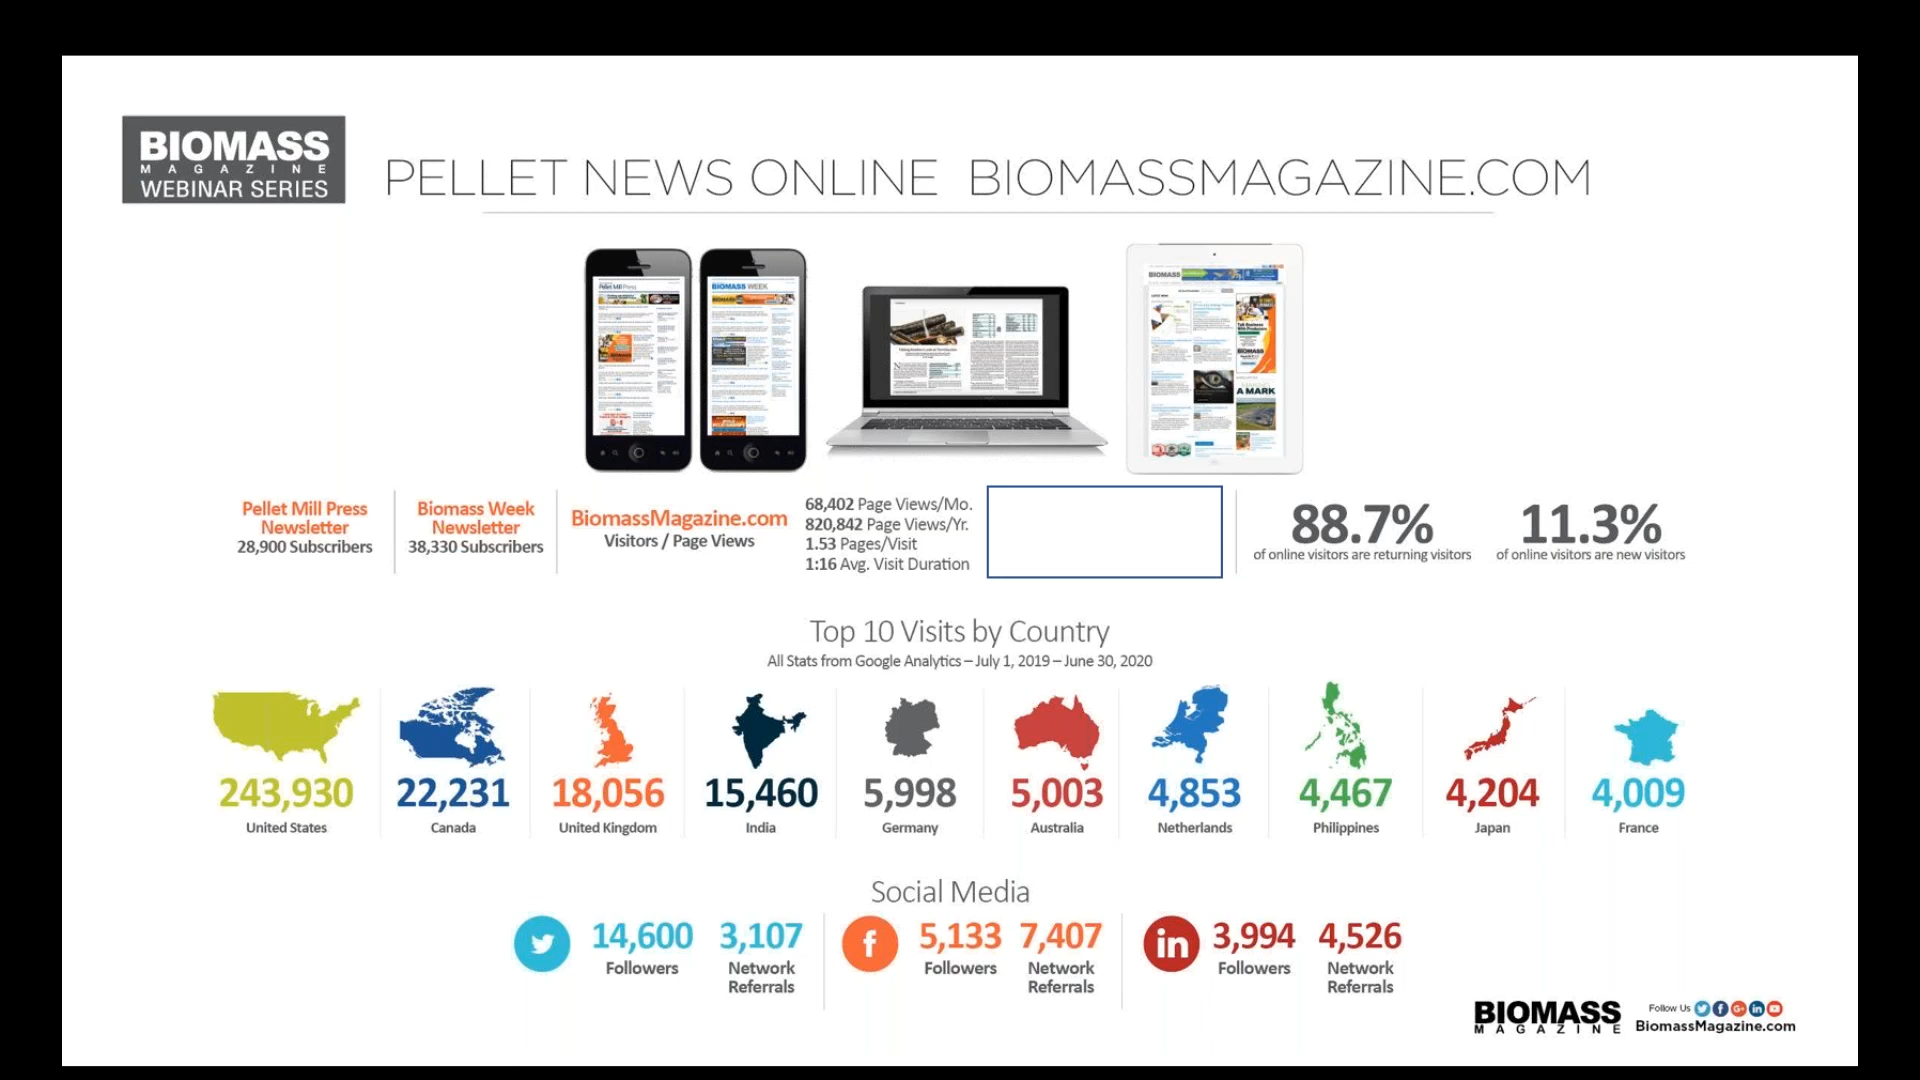 BIOMASS
MAGAZINE
WEBINAR SERIES
PELLET NEWS ONLINE BIOMASSMAGAZINE.COM
Pellet Mill Press
BIOMASS WEEK
BIOMASS
A MARK
Pellet Mill Press
Newsletter
28,900 Subscribers
Biomass Week
Newsletter
38,330 Subscribers
BiomassMagazine.com
Visitors / Page Views
68,402 Page Views/Mo.
820,842 Page Views/Yr.
1.53 Pages/Visit
1:16 Avg. Visit Duration
88.7%
of online visitors are returning visitors
11.3%
of online visitors are new visitors
Top 10 Visits by Country
All Stats from Google Analytics – July 1, 2019 – June 30, 2020
243,930
United States
22,231
Canada
18,056
United Kingdom
15,460
India
5,998
Germany
5,003
Australia
4,853
Netherlands
4,467
Philippines
4,204
Japan
4,009
France
Social Media
14,600
Followers
3,107
Network
Referrals
5,133
Followers
7,407
Network
Referrals
3,994
Followers
4,526
Network
Referrals
BIOMASS
MAGAZINE
Follow Us
BiomassMagazine.com